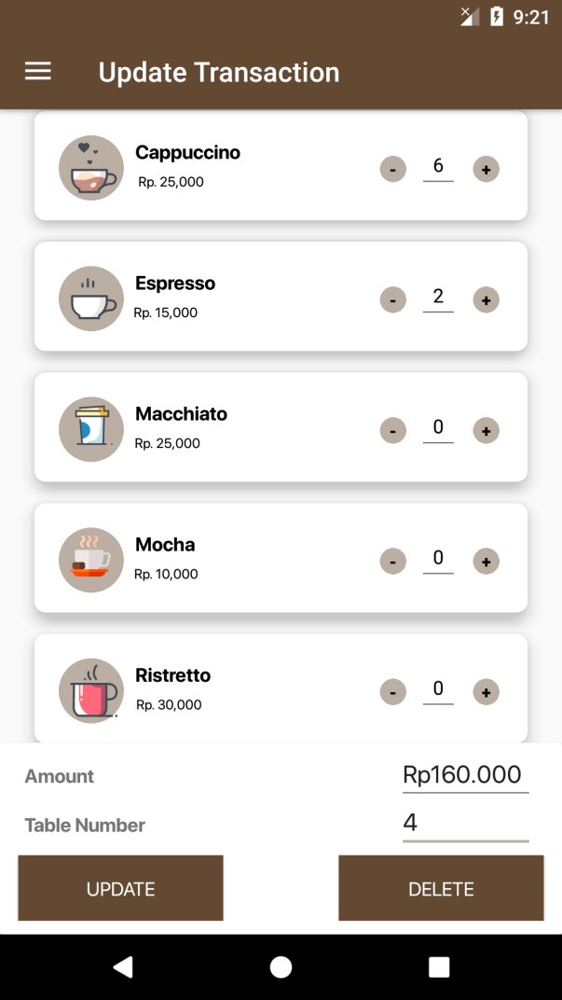 9:21
Update Transaction
Cappuccino
Rp. 25,000
- 6 +
Espresso
Rp. 15,000
- 2 +
Macchiato
Rp. 25,000
- 0 +
Mocha
Rp. 10,000
- 0 +
Ristretto
Rp. 30,000
- 0 +
Amount Rp160.000
Table Number 4
UPDATE DELETE